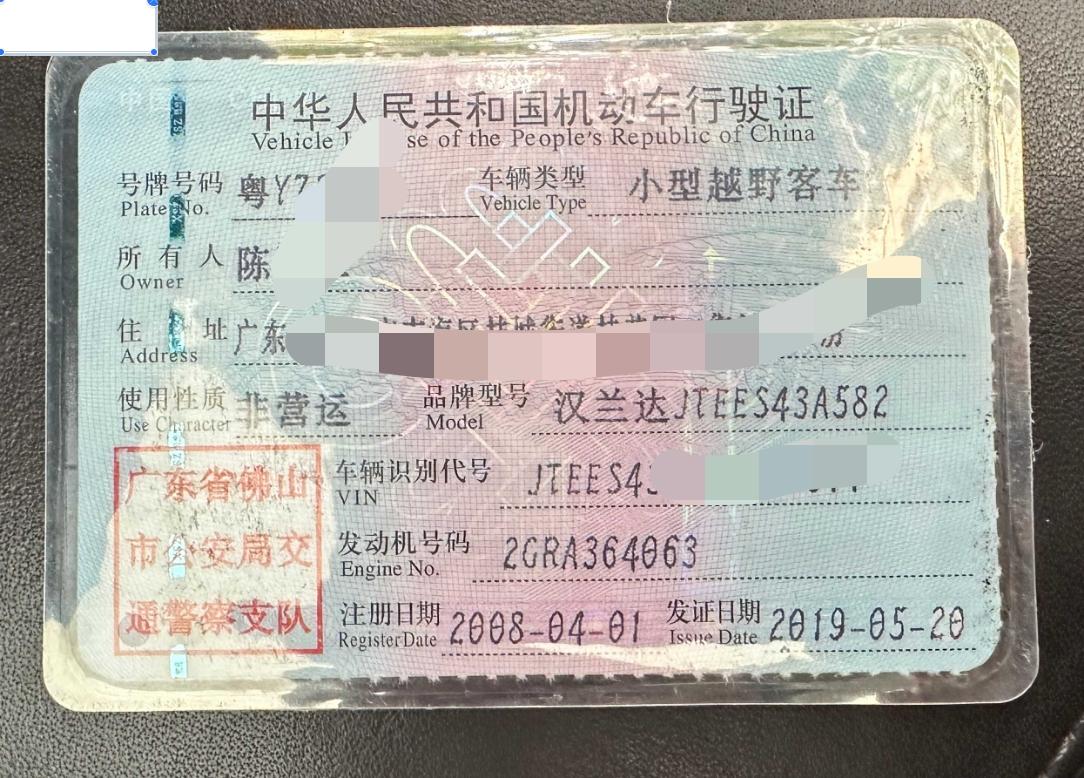 中华人民共和国机动车行驶证
Vehicle se of the People's Republic of China
号牌号码 粤Y7 车辆类型 小型越野客车
Plate No. Vehicle Type
所有人 陈
Owner
住址 广东
Address
使用性质 非营运 品牌型号 汉兰达JTEES43A582
Use Character Model
广东省佛山 车辆识别代号 JTEES4
VIN
市公安局交 发动机号码 2GRA364063
Engine No.
通警察支队 注册日期 2008-04-01 发证日期 2019-05-20
Register Date Issue Date